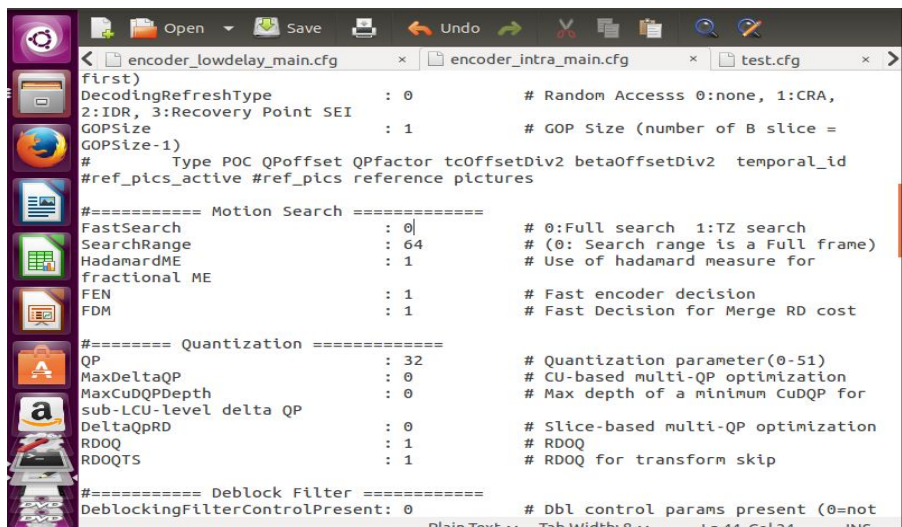 Open Save Undo
encoder_lowdelay_main.cfg × encoder_intra_main.cfg × test.cfg ×
first)
DecodingRefreshType : 0 # Random Accesss 0:none, 1:CRA,
2:IDR, 3:Recovery Point SEI
GOPSize : 1 # GOP Size (number of B slice =
GOPSize-1)
# Type POC QPoffset QPfactor tcOffsetDiv2 betaOffsetDiv2 temporal_id
#ref_pics_active #ref_pics reference pictures
#=========== Motion Search =============
FastSearch : 0 # 0:Full search 1:TZ search
SearchRange : 64 # (0: Search range is a Full frame)
HadamardME : 1 # Use of hadamard measure for
fractional ME
FEN : 1 # Fast encoder decision
FDM : 1 # Fast Decision for Merge RD cost
#======== Quantization =============
QP : 32 # Quantization parameter(0-51)
MaxDeltaQP : 0 # CU-based multi-QP optimization
MaxCuDQPDepth : 0 # Max depth of a minimum CuDQP for
sub-LCU-level delta QP
DeltaQpRD : 0 # Slice-based multi-QP optimization
RDOQ : 1 # RDOQ
RDOQTS : 1 # RDOQ for transform skip
#=========== Deblock Filter ============
DeblockingFilterControlPresent: 0 # Dbl control params present (0=not